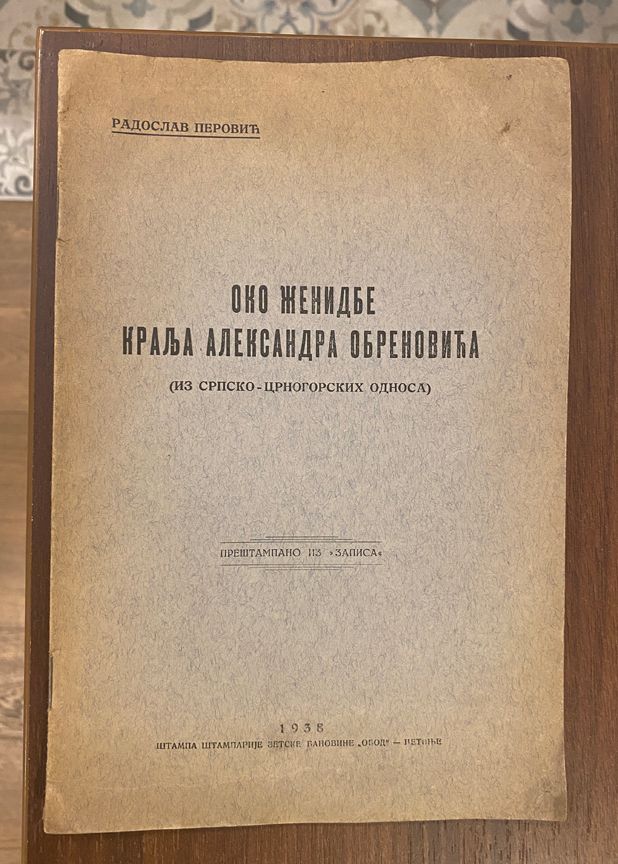 РАДОСЛАВ ПЕРОВИЋ
ОКО ЖЕНИДБЕ
КРАЉА АЛЕКСАНДРА ОБРЕНОВИЋА
(ИЗ СРПСКО-ЦРНОГОРСКИХ ОДНОСА)
ПРЕШТАМПАНО ИЗ »ЗАПИСА«
1938
ШТАМПА ШТАМПАРИЈЕ ЗЕТСКЕ БАНОВИНЕ „ОБОД" — ЦЕТИЊЕ